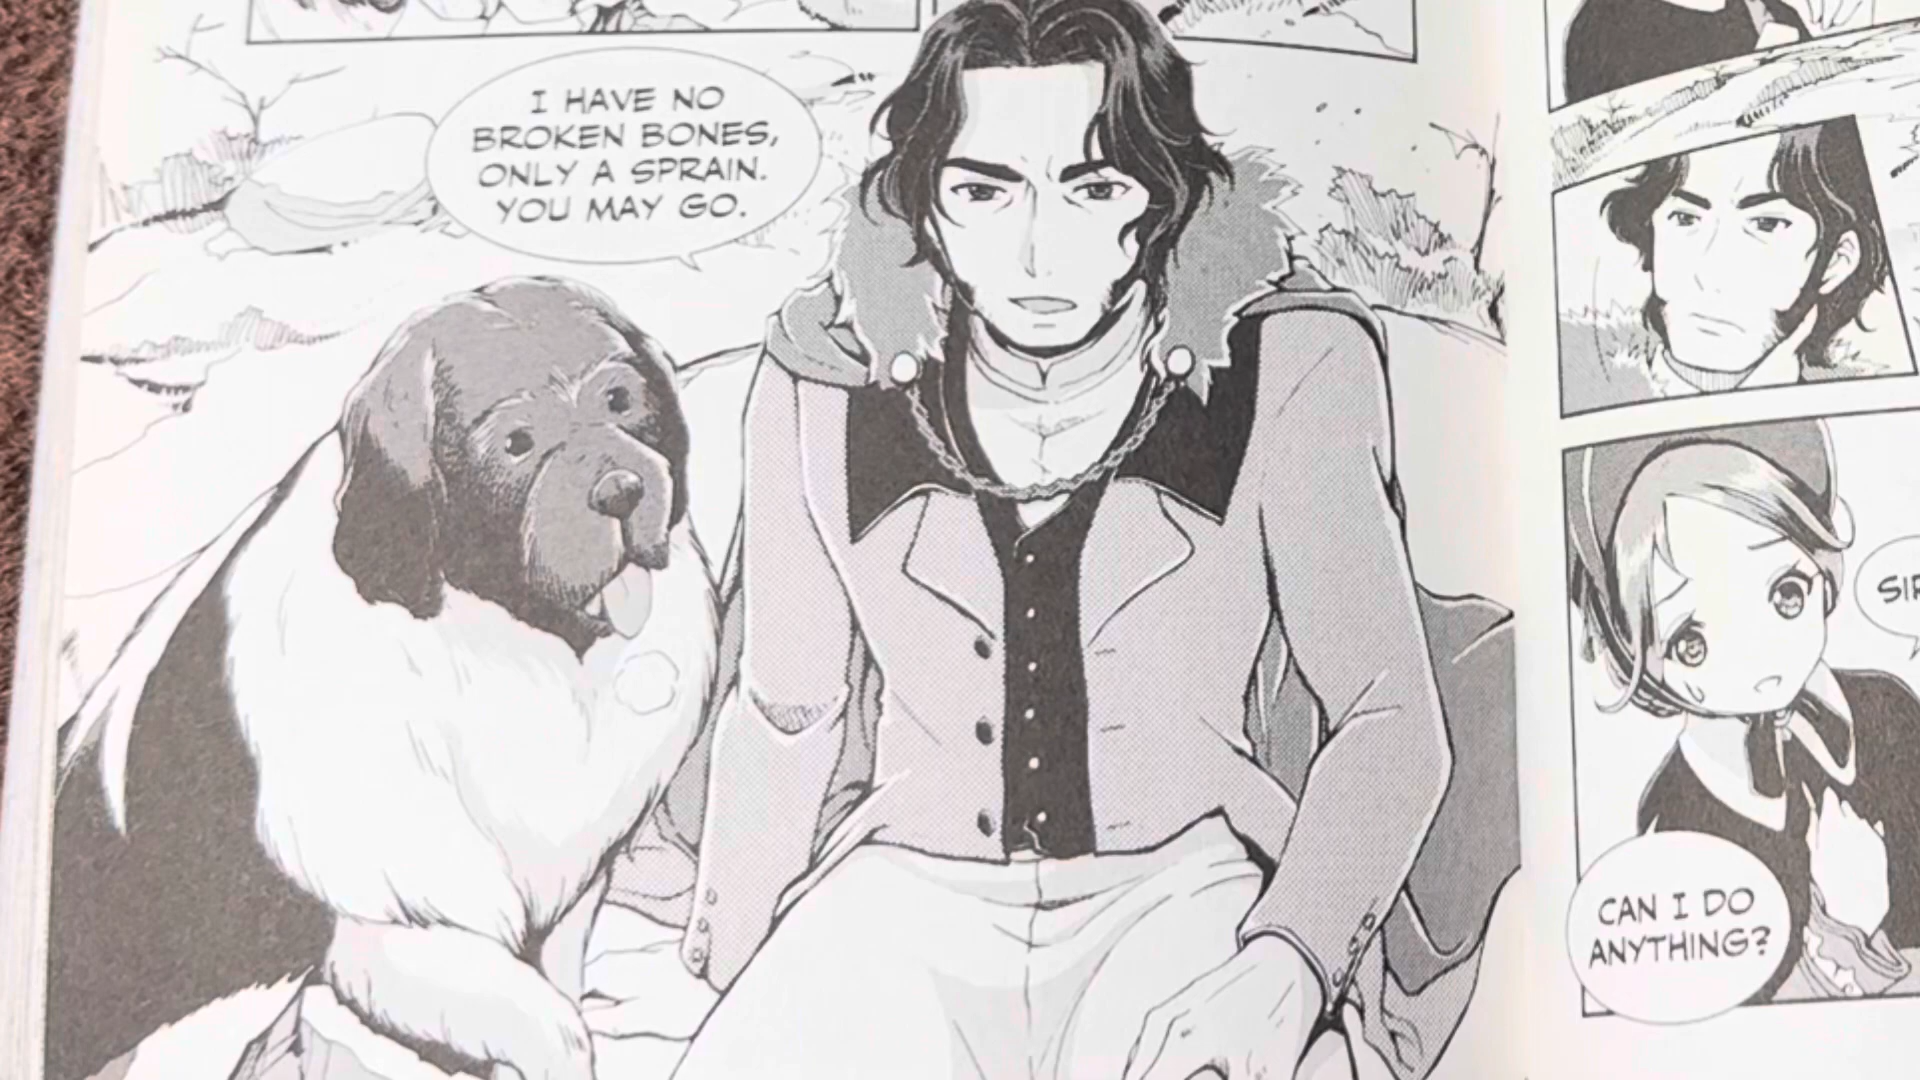 I HAVE NO
BROKEN BONES,
ONLY A SPRAIN.
YOU MAY GO.
CAN I DO
ANYTHING?